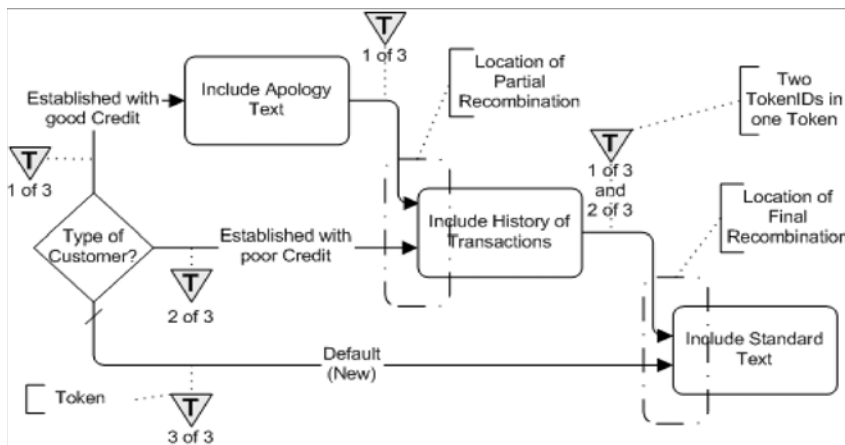 T
1 of 3
Established with
good Credit
Include Apology
Text
Location of
Partial
Recombination
Two
TokenIDs in
one Token
T
1 of 3
and
2 of 3
T
1 of 3
Type of
Customer?
Established with
poor Credit
Include History of
Transactions
Location of
Final
Recombination
T
2 of 3
Default
(New)
Include Standard
Text
Token
T
3 of 3